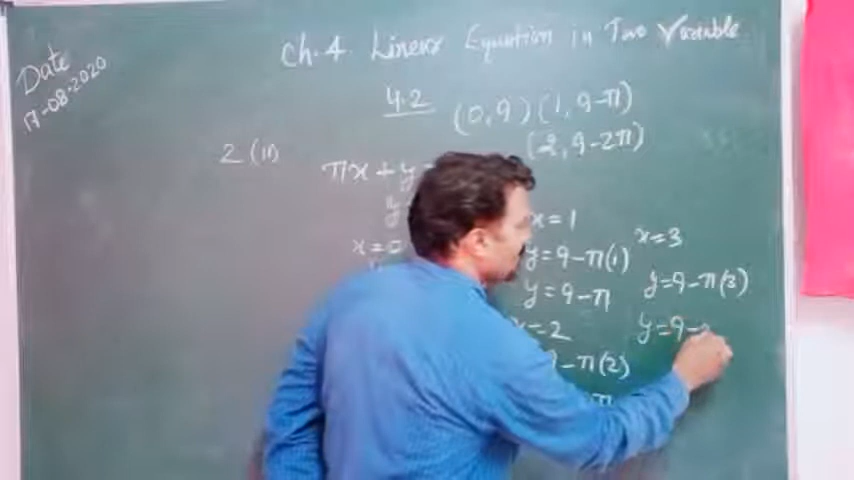 Date
17-08-2020
Ch.4 Linear Equation in Two Variable
4.2
(0,9) (1,9-π)
(2,9-2π)
2 (ii)
πx + y
y
x=0
x=1
y=9-π(1)
y=9-π
x=2
-π(2)
π
x=3
y=9-π(3)
y=9-